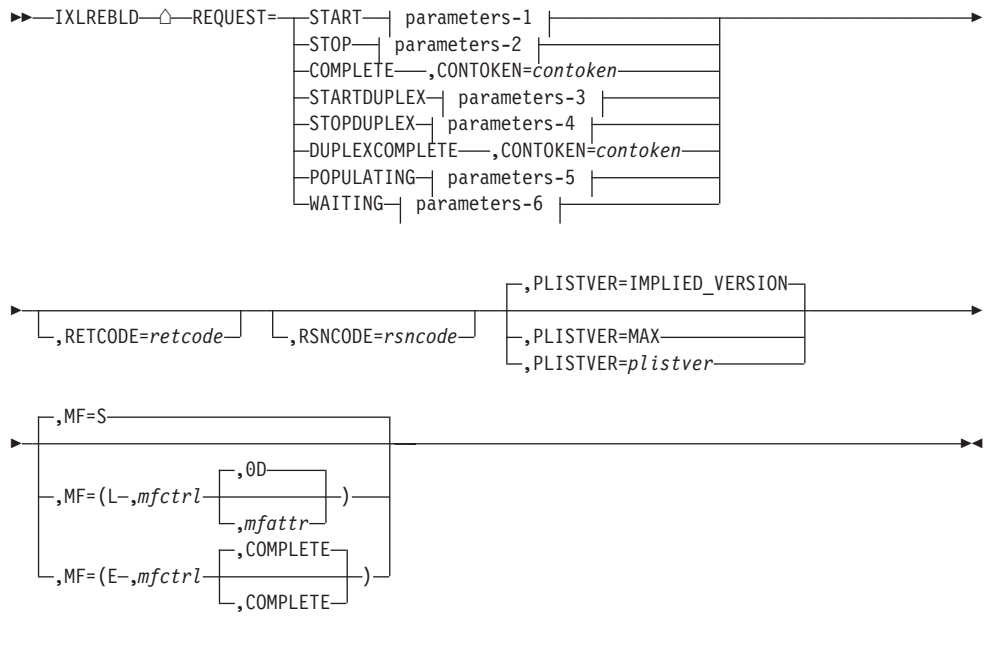 IXLREBLD REQUEST= START parameters-1
STOP parameters-2
COMPLETE ,CONTOKEN=contoken
STARTDUPLEX parameters-3
STOPDUPLEX parameters-4
DUPLEXCOMPLETE ,CONTOKEN=contoken
POPULATING parameters-5
WAITING parameters-6
,PLISTVER=IMPLIED_VERSION
,RETCODE=retcode ,RSNCODE=rsncode ,PLISTVER=MAX
,PLISTVER=plistver
,MF=S
,0D
,MF=(L ,mfctrl )
,mfattr
,COMPLETE
,MF=(E ,mfctrl )
,COMPLETE